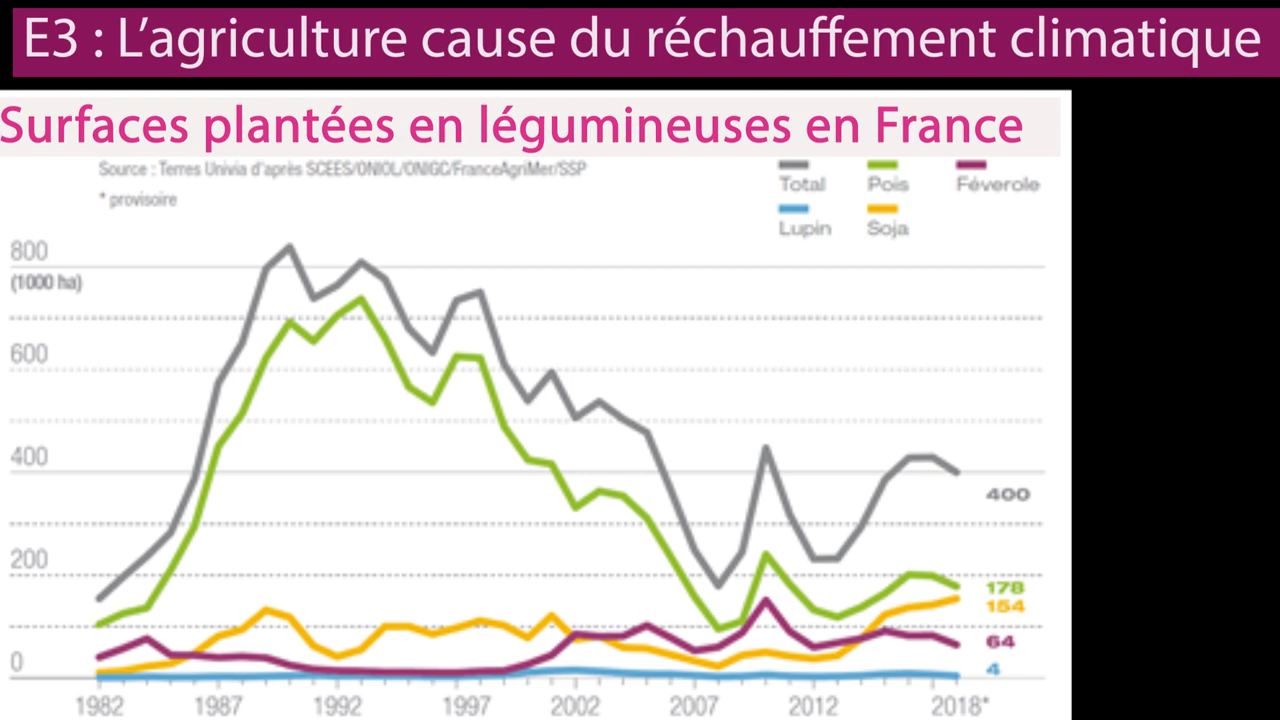 E3 : L'agriculture cause du réchauffement climatique
Surfaces plantées en légumineuses en France
Source : Terres Univia d'après SCEES/ONIOL/ONIGC/FranceAgriMer/SSP
* provisoire
Total Pois Féverole
Lupin Soja
800
(1000 ha)
600
400
200
0
400
178
154
64
4
1982 1987 1992 1997 2002 2007 2012 2018*